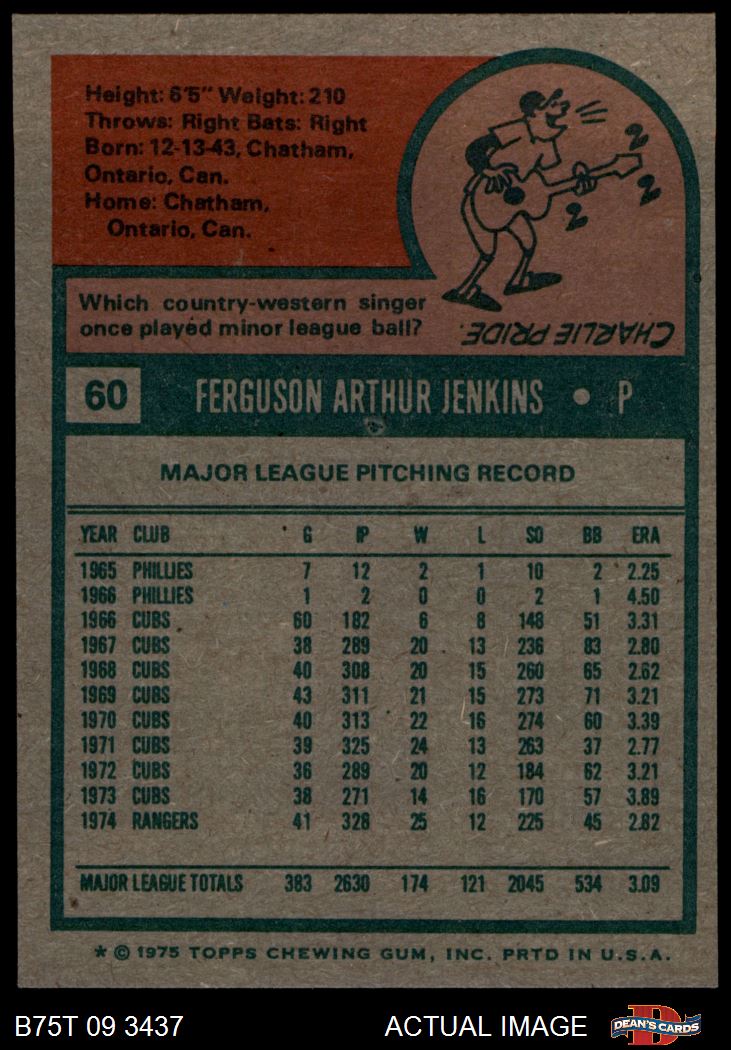 Height: 6'5" Weight: 210
Throws: Right Bats: Right
Born: 12-13-43, Chatham,
Ontario, Can.
Home: Chatham,
Ontario, Can.
Z
Z
Z
Z
Which country-western singer
once played minor league ball?
CHARLIE PRIDE.
60 FERGUSON ARTHUR JENKINS • P
MAJOR LEAGUE PITCHING RECORD
YEAR CLUB G IP W L SO BB ERA
1965 PHILLIES 7 12 2 1 10 2 2.25
1966 PHILLIES 1 2 0 0 2 1 4.50
1966 CUBS 60 182 6 8 148 51 3.31
1967 CUBS 38 289 20 13 236 83 2.80
1968 CUBS 40 308 20 15 260 65 2.62
1969 CUBS 43 311 21 15 273 71 3.21
1970 CUBS 40 313 22 16 274 60 3.39
1971 CUBS 39 325 24 13 263 37 2.77
1972 CUBS 36 289 20 12 184 62 3.21
1973 CUBS 38 271 14 16 170 57 3.89
1974 RANGERS 41 328 25 12 225 45 2.82
MAJOR LEAGUE TOTALS 383 2630 174 121 2045 534 3.09
* © 1975 TOPPS CHEWING GUM, INC. PRTD IN U.S.A.
B75T 09 3437 ACTUAL IMAGE D DEAN'S CARDS